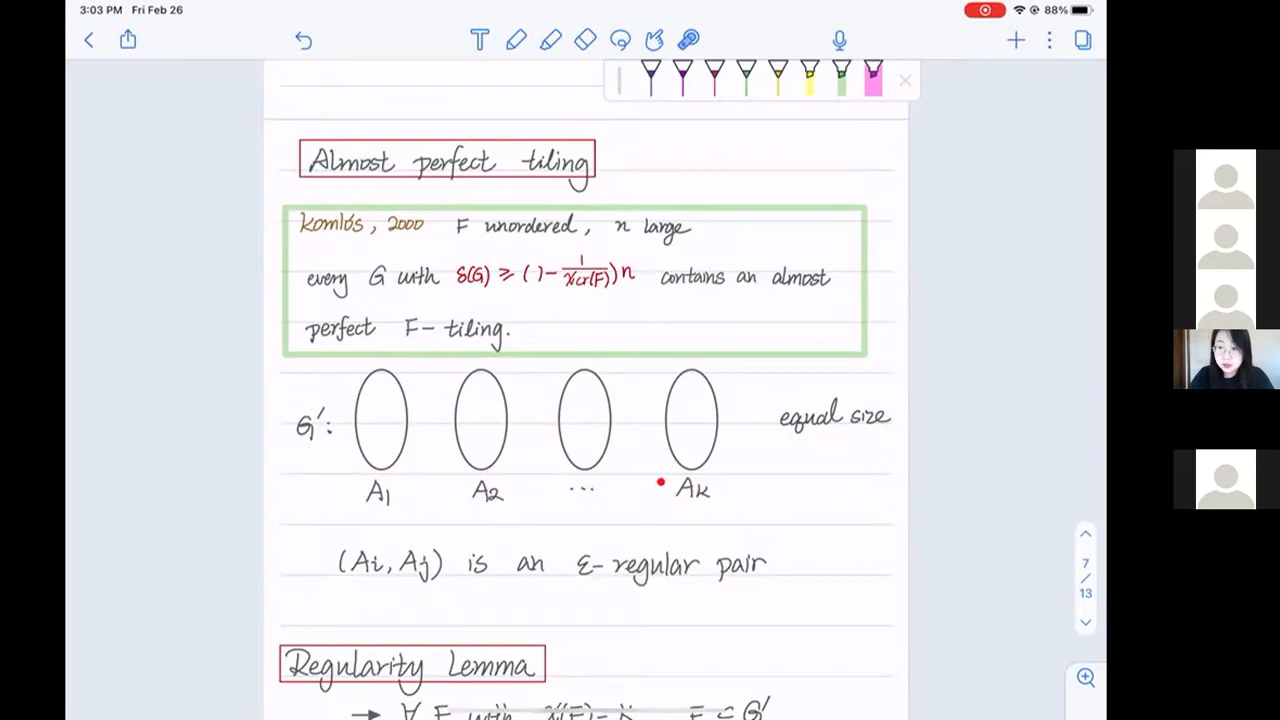 3:03 PM Fri Feb 26
88%
Almost perfect tiling
Komlós, 2000 F unordered, n large
every G with δ(G) ≥ (1 - 1/χcr(F))n contains an almost
perfect F-tiling.
G':
equal size
A1 A2 ... Ak
(Ai, Aj) is an ε-regular pair
7
/
13
Regularity Lemma
→ ∀ F with χ(F)=k F ⊂ G'